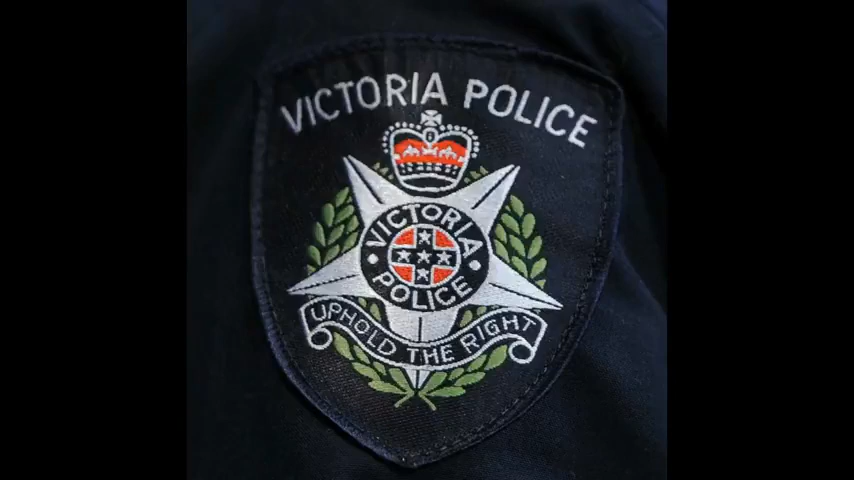 VICTORIA POLICE
VICTORIA
POLICE
UPHOLD THE RIGHT